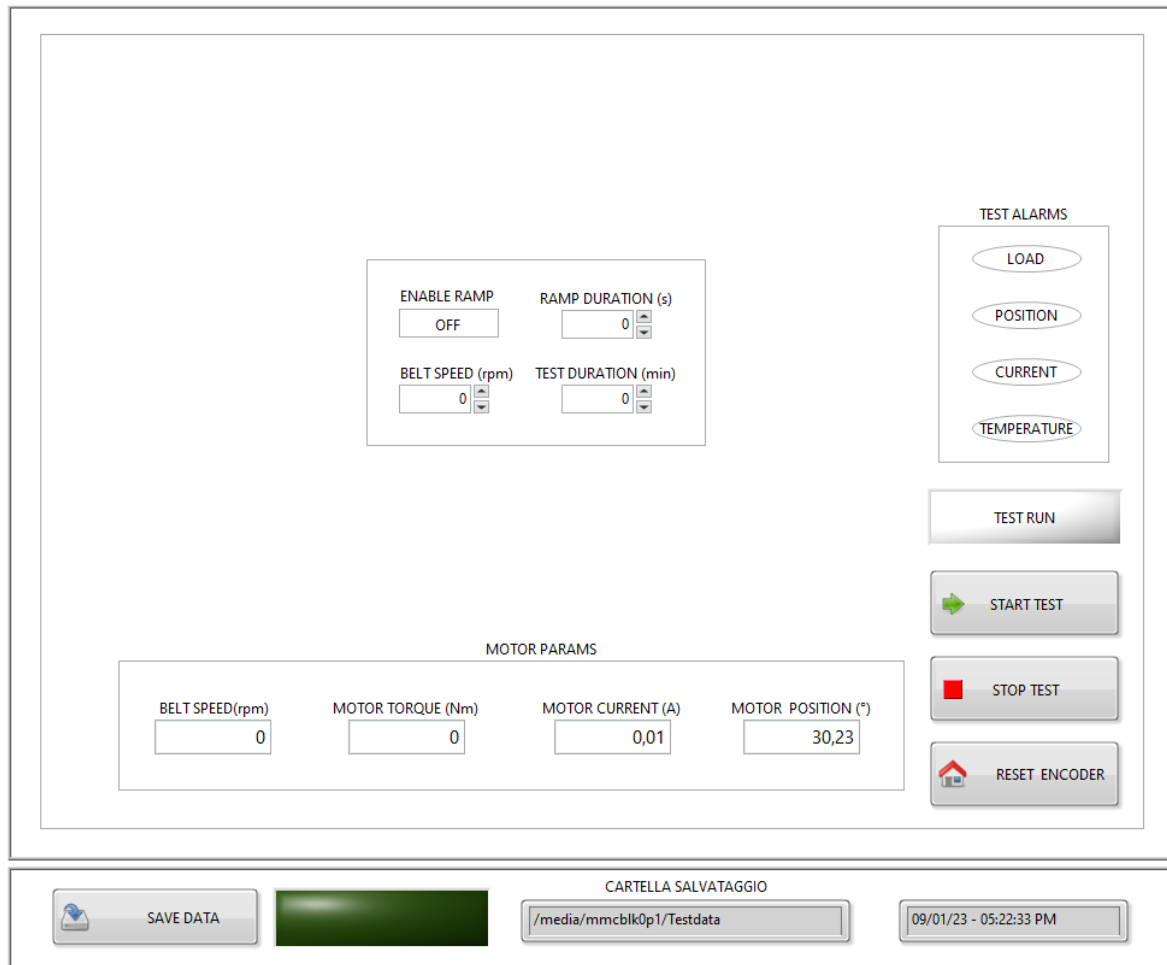 TEST ALARMS
LOAD
POSITION
CURRENT
TEMPERATURE
ENABLE RAMP
OFF
RAMP DURATION (s)
0
BELT SPEED (rpm)
0
TEST DURATION (min)
0
TEST RUN
START TEST
STOP TEST
RESET ENCODER
MOTOR PARAMS
BELT SPEED(rpm)
0
MOTOR TORQUE (Nm)
0
MOTOR CURRENT (A)
0,01
MOTOR POSITION (°)
30,23
SAVE DATA
CARTELLA SALVATAGGIO
/media/mmcblk0p1/Testdata
09/01/23 - 05:22:33 PM